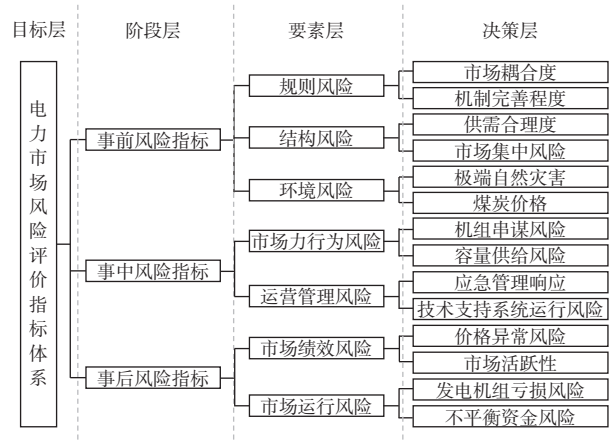 目标层 阶段层 要素层 决策层
电力市场风险评价指标体系
事前风险指标
规则风险
市场耦合度
机制完善程度
结构风险
供需合理度
市场集中风险
环境风险
极端自然灾害
煤炭价格
事中风险指标
市场力行为风险
机组串谋风险
容量供给风险
运营管理风险
应急管理响应
技术支持系统运行风险
事后风险指标
市场绩效风险
价格异常风险
市场活跃性
市场运行风险
发电机组亏损风险
不平衡资金风险